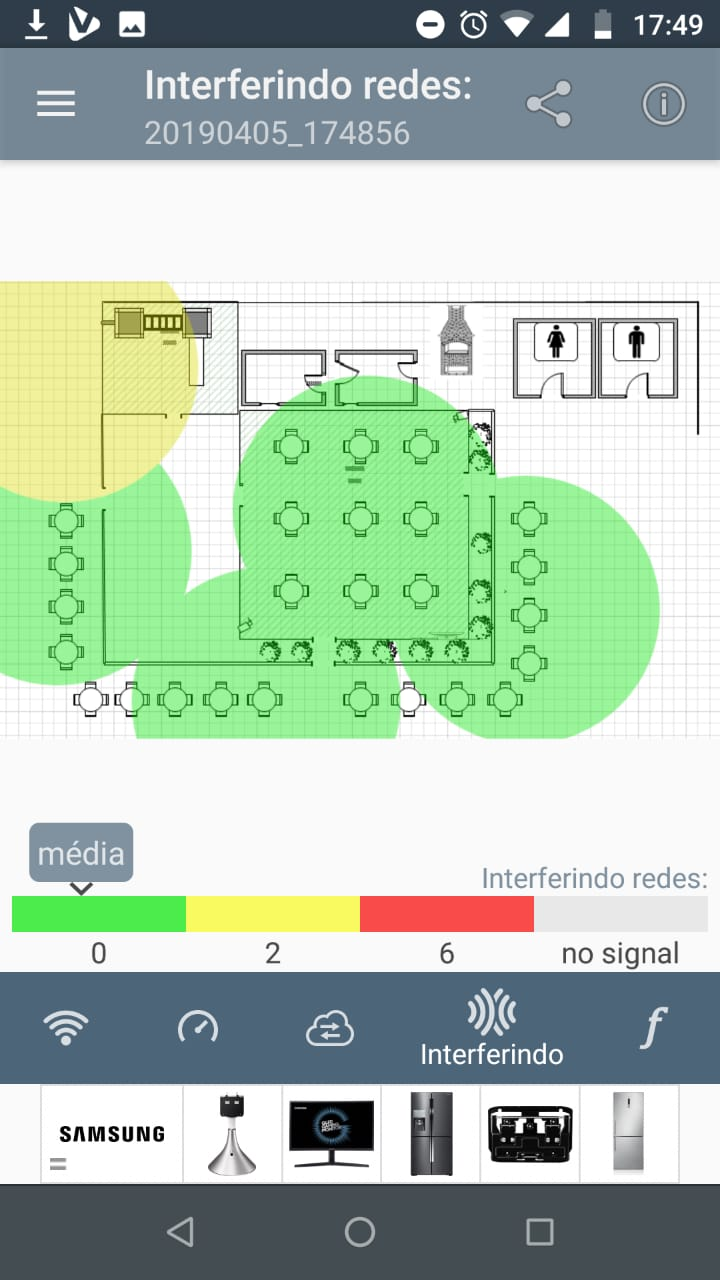 17:49
Interferindo redes:
20190405_174856
média
Interferindo redes:
0 2 6 no signal
Interferindo
f
SAMSUNG